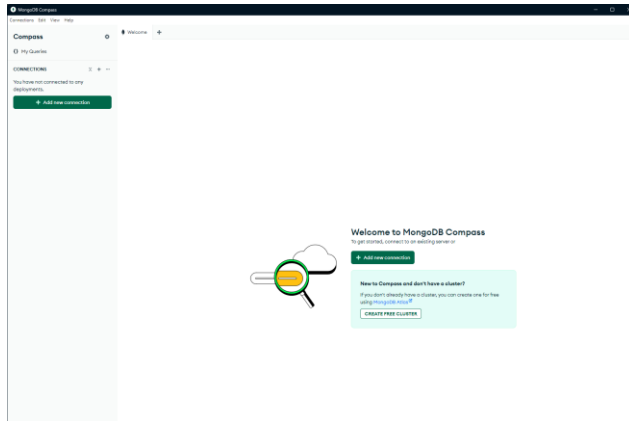 MongoDB Compass
Connections Edit View Help
Compass
Welcome
My Queries
CONNECTIONS
You have not connected to any
deployments.
+ Add new connection
Welcome to MongoDB Compass
To get started, connect to an existing server or
+ Add new connection
New to Compass and don't have a cluster?
If you don't already have a cluster, you can create one for free
using MongoDB Atlas
CREATE FREE CLUSTER